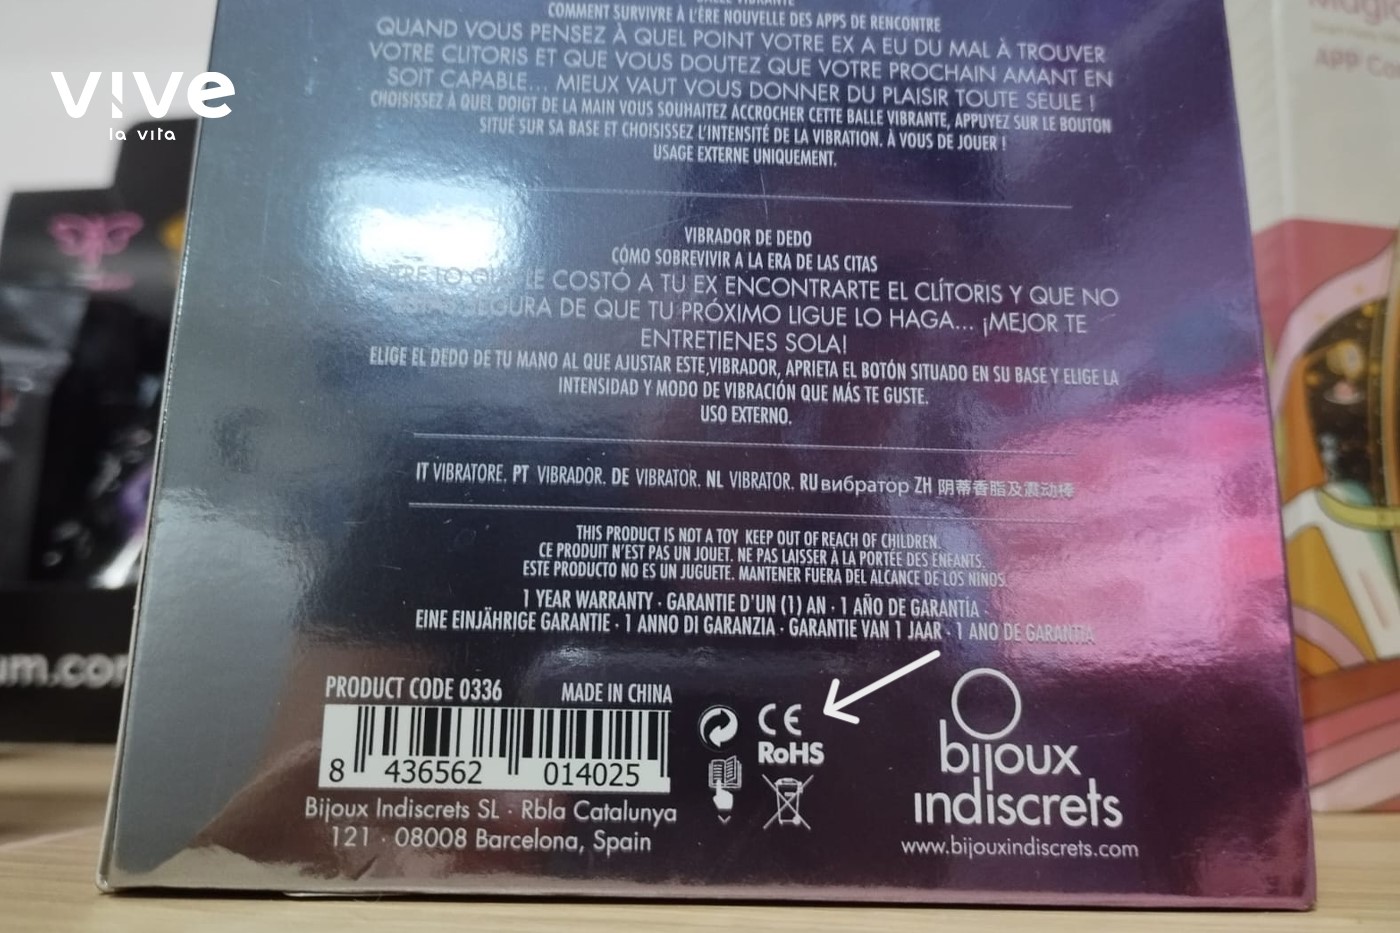 vive
la vita
COMMENT SURVIVRE À L'ÈRE NOUVELLE DES APPS DE RENCONTRE
QUAND VOUS PENSEZ À QUEL POINT VOTRE EX A EU DU MAL À TROUVER
VOTRE CLITORIS ET QUE VOUS DOUTEZ QUE VOTRE PROCHAIN AMANT EN
SOIT CAPABLE... MIEUX VAUT VOUS DONNER DU PLAISIR TOUTE SEULE !
CHOISISSEZ À QUEL DOIGT DE LA MAIN VOUS SOUHAITEZ ACCROCHER CETTE BALLE VIBRANTE, APPUYEZ SUR LE BOUTON
SITUÉ SUR SA BASE ET CHOISISSEZ L'INTENSITÉ DE LA VIBRATION. À VOUS DE JOUER !
USAGE EXTERNE UNIQUEMENT.
VIBRADOR DE DEDO
CÓMO SOBREVIVIR A LA ERA DE LAS CITAS
LE COSTÓ A TU EX ENCONTRARTE EL CLÍTORIS Y QUE NO
SEGURA DE QUE TU PRÓXIMO LIGUE LO HAGA... ¡MEJOR TE
ENTRETIENES SOLA!
ELIGE EL DEDO DE TU MANO AL QUE AJUSTAR ESTE VIBRADOR, APRIETA EL BOTÓN SITUADO EN SU BASE Y ELIGE LA
INTENSIDAD Y MODO DE VIBRACIÓN QUE MÁS TE GUSTE.
USO EXTERNO.
IT VIBRATORE. PT VIBRADOR. DE VIBRATOR. NL VIBRATOR. RU вибратор ZH 阴蒂香脂及震动棒
THIS PRODUCT IS NOT A TOY KEEP OUT OF REACH OF CHILDREN.
CE PRODUIT N'EST PAS UN JOUET. NE PAS LAISSER À LA PORTÉE DES ENFANTS.
ESTE PRODUCTO NO ES UN JUGUETE. MANTENER FUERA DEL ALCANCE DE LOS NIÑOS.
1 YEAR WARRANTY · GARANTIE D'UN (1) AN · 1 AÑO DE GARANTÍA ·
EINE EINJÄHRIGE GARANTIE · 1 ANNO DI GARANZIA · GARANTIE VAN 1 JAAR · 1 ANO DE GARANTIA
PRODUCT CODE 0336 MADE IN CHINA
8 436562 014025
Bijoux Indiscrets SL · Rbla Catalunya
121 · 08008 Barcelona, Spain
CE
RoHS
bijoux
indiscrets
www.bijouxindiscrets.com
um.com
APP